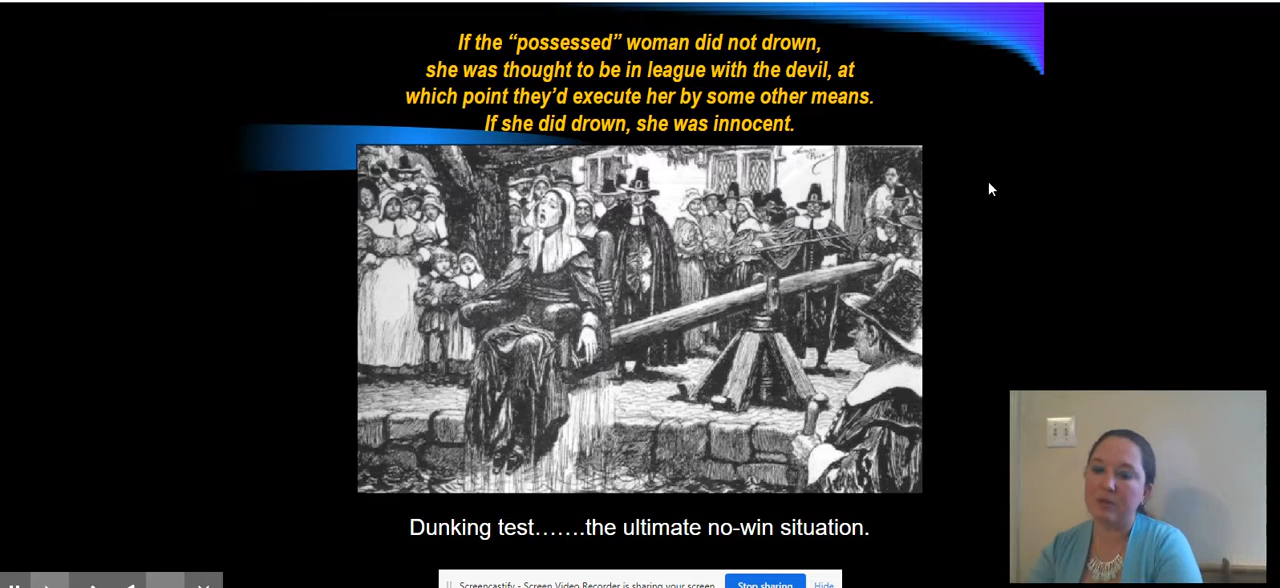 If the “possessed” woman did not drown,
she was thought to be in league with the devil, at
which point they’d execute her by some other means.
If she did drown, she was innocent.
Dunking test…….the ultimate no-win situation.
Screencastify - Screen Video Recorder is sharing your screen. Stop sharing Hide